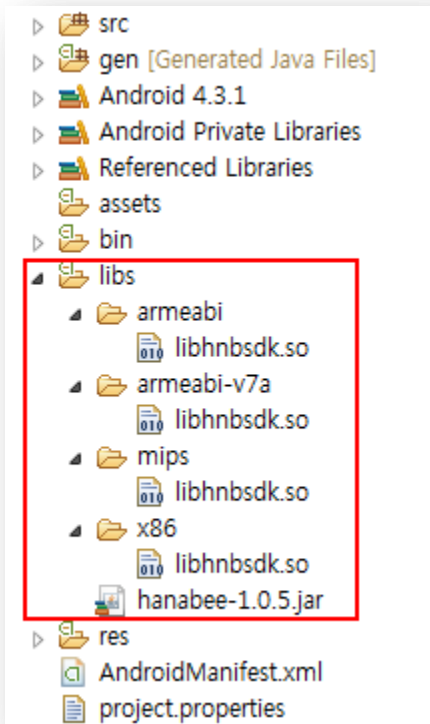 src
gen [Generated Java Files]
Android 4.3.1
Android Private Libraries
Referenced Libraries
assets
bin
libs
armeabi
libhnbsdk.so
armeabi-v7a
libhnbsdk.so
mips
libhnbsdk.so
x86
libhnbsdk.so
hanabee-1.0.5.jar
res
AndroidManifest.xml
project.properties